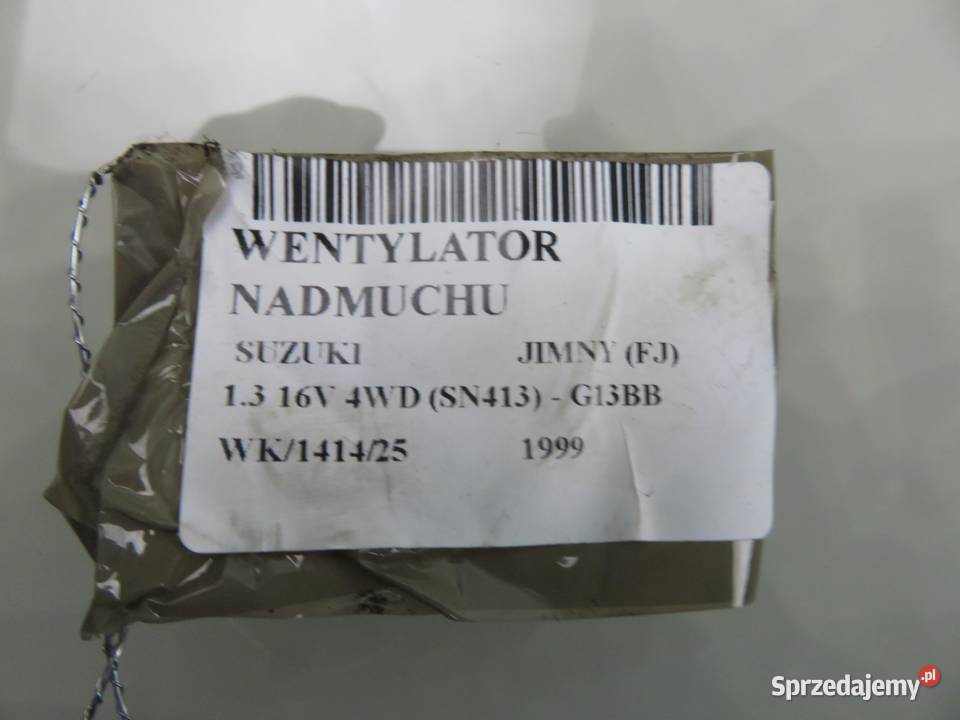 WENTYLATOR
NADMUCHU
SUZUKI JIMNY (FJ)
1.3 16V 4WD (SN413) - G13BB
WK/1414/25 1999
Sprzedajemy.pl